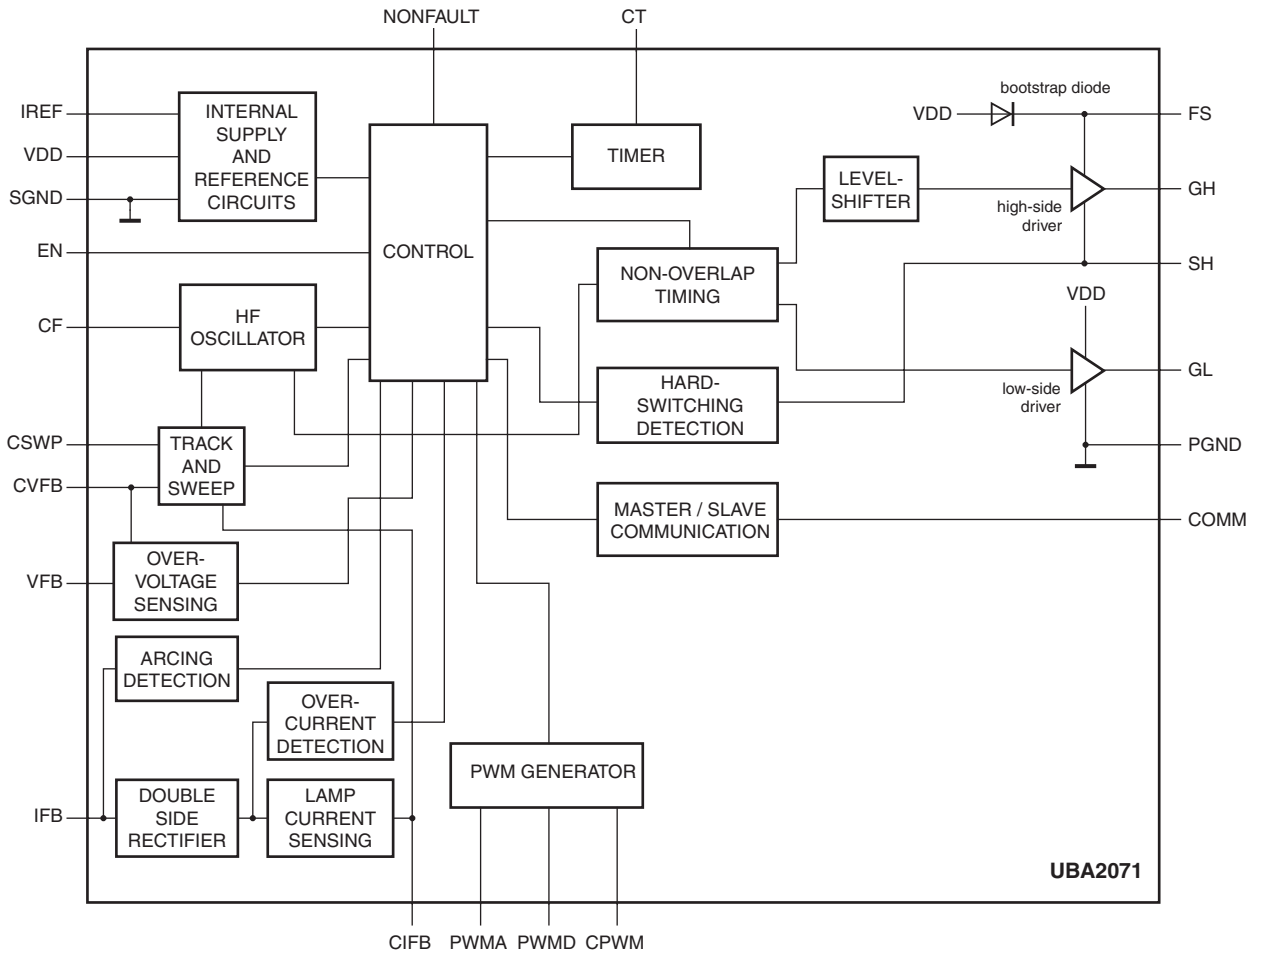 NONFAULT
CT
IREF
VDD
SGND
EN
CF
CSWP
CVFB
VFB
IFB
INTERNAL
SUPPLY
AND
REFERENCE
CIRCUITS
CONTROL
TIMER
HF
OSCILLATOR
TRACK
AND
SWEEP
OVER-
VOLTAGE
SENSING
ARCING
DETECTION
OVER-
CURRENT
DETECTION
DOUBLE
SIDE
RECTIFIER
LAMP
CURRENT
SENSING
NON-OVERLAP
TIMING
HARD-
SWITCHING
DETECTION
MASTER / SLAVE
COMMUNICATION
PWM GENERATOR
LEVEL-
SHIFTER
bootstrap diode
VDD
high-side
driver
VDD
low-side
driver
FS
GH
SH
GL
PGND
COMM
UBA2071
CIFB
PWMA
PWMD
CPWM